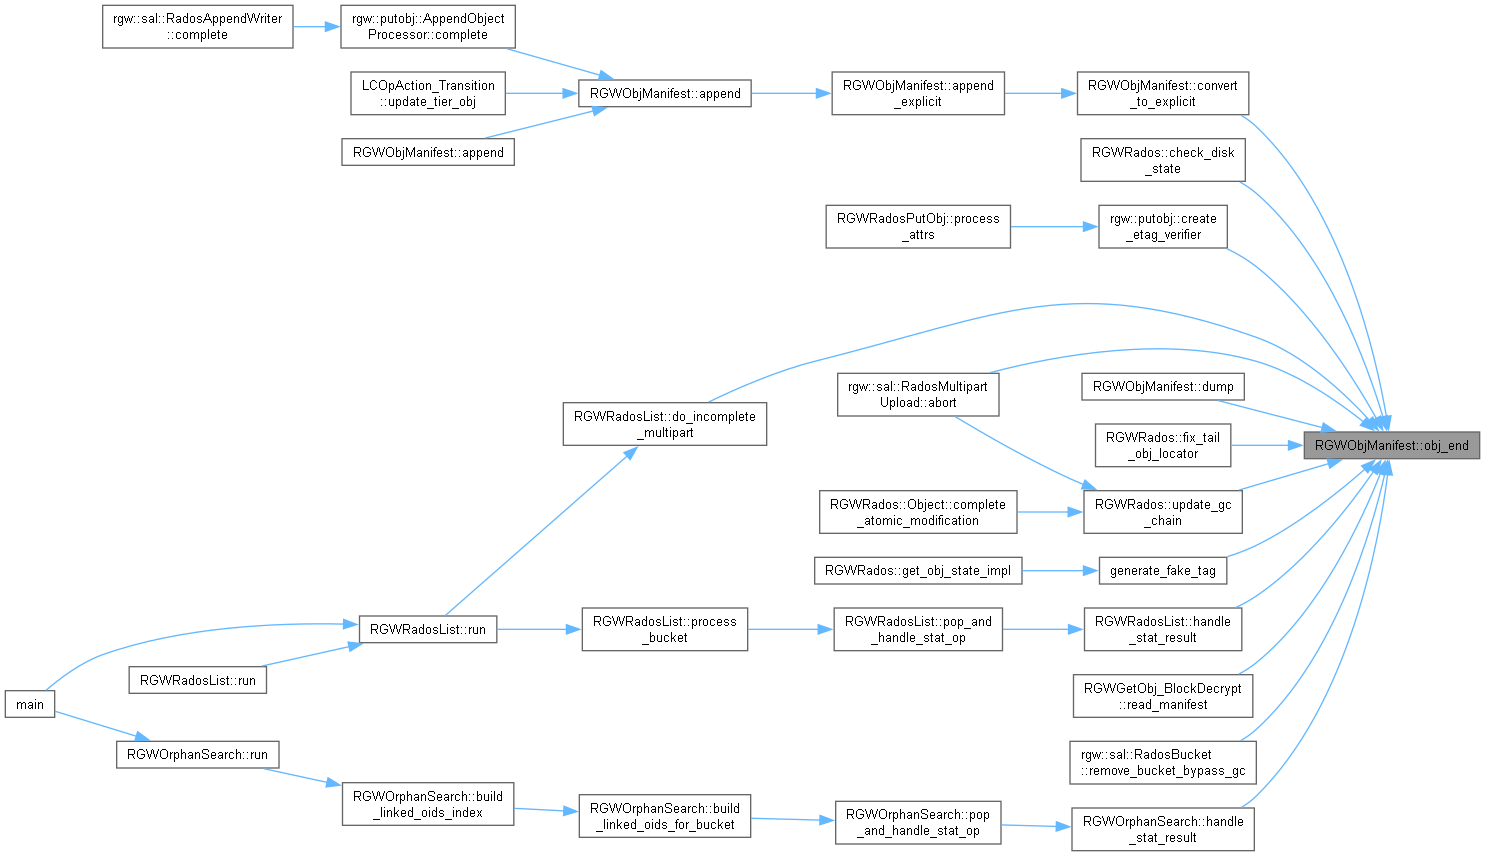 rgw::sal::RadosAppendWriter
::complete
rgw::putobj::AppendObject
Processor::complete
LCOpAction_Transition
::update_tier_obj
RGWObjManifest::append
RGWObjManifest::append
RGWObjManifest::append
_explicit
RGWObjManifest::convert
_to_explicit
RGWRados::check_disk
_state
RGWRadosPutObj::process
_attrs
rgw::putobj::create
_etag_verifier
RGWRadosList::do_incomplete
_multipart
rgw::sal::RadosMultipart
Upload::abort
RGWObjManifest::dump
RGWRados::fix_tail
_obj_locator
RGWObjManifest::obj_end
RGWRados::Object::complete
_atomic_modification
RGWRados::update_gc
_chain
RGWRados::get_obj_state_impl
generate_fake_tag
RGWRadosList::run
RGWRadosList::process
_bucket
RGWRadosList::pop_and
_handle_stat_op
RGWRadosList::handle
_stat_result
RGWRadosList::run
main
RGWGetObj_BlockDecrypt
::read_manifest
RGWOrphanSearch::run
rgw::sal::RadosBucket
::remove_bucket_bypass_gc
RGWOrphanSearch::build
_linked_oids_index
RGWOrphanSearch::build
_linked_oids_for_bucket
RGWOrphanSearch::pop
_and_handle_stat_op
RGWOrphanSearch::handle
_stat_result